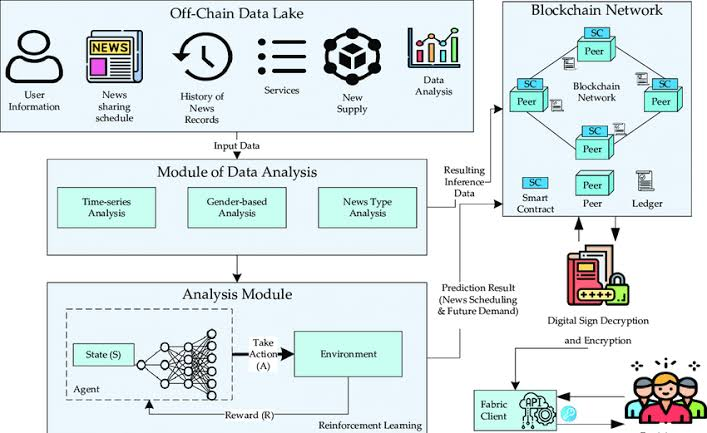 Off-Chain Data Lake
NEWS
User
Information
News
sharing
schedule
History of
News
Records
Services
New
Supply
Data
Analysis
Input Data
Module of Data Analysis
Time-series
Analysis
Gender-based
Analysis
News Type
Analysis
Resulting
Inference
Data
Analysis Module
State (S)
Agent
Take
Action
(A)
Environment
Reward (R)
Reinforcement Learning
Prediction Result
(News Scheduling
& Future Demand)
Blockchain Network
SC
Peer
SC
Peer
Blockchain
Network
SC
Peer
SC
Peer
SC
Smart
Contract
Peer
Peer
Ledger
Digital Sign Decryption
and Encryption
Fabric
Client
API